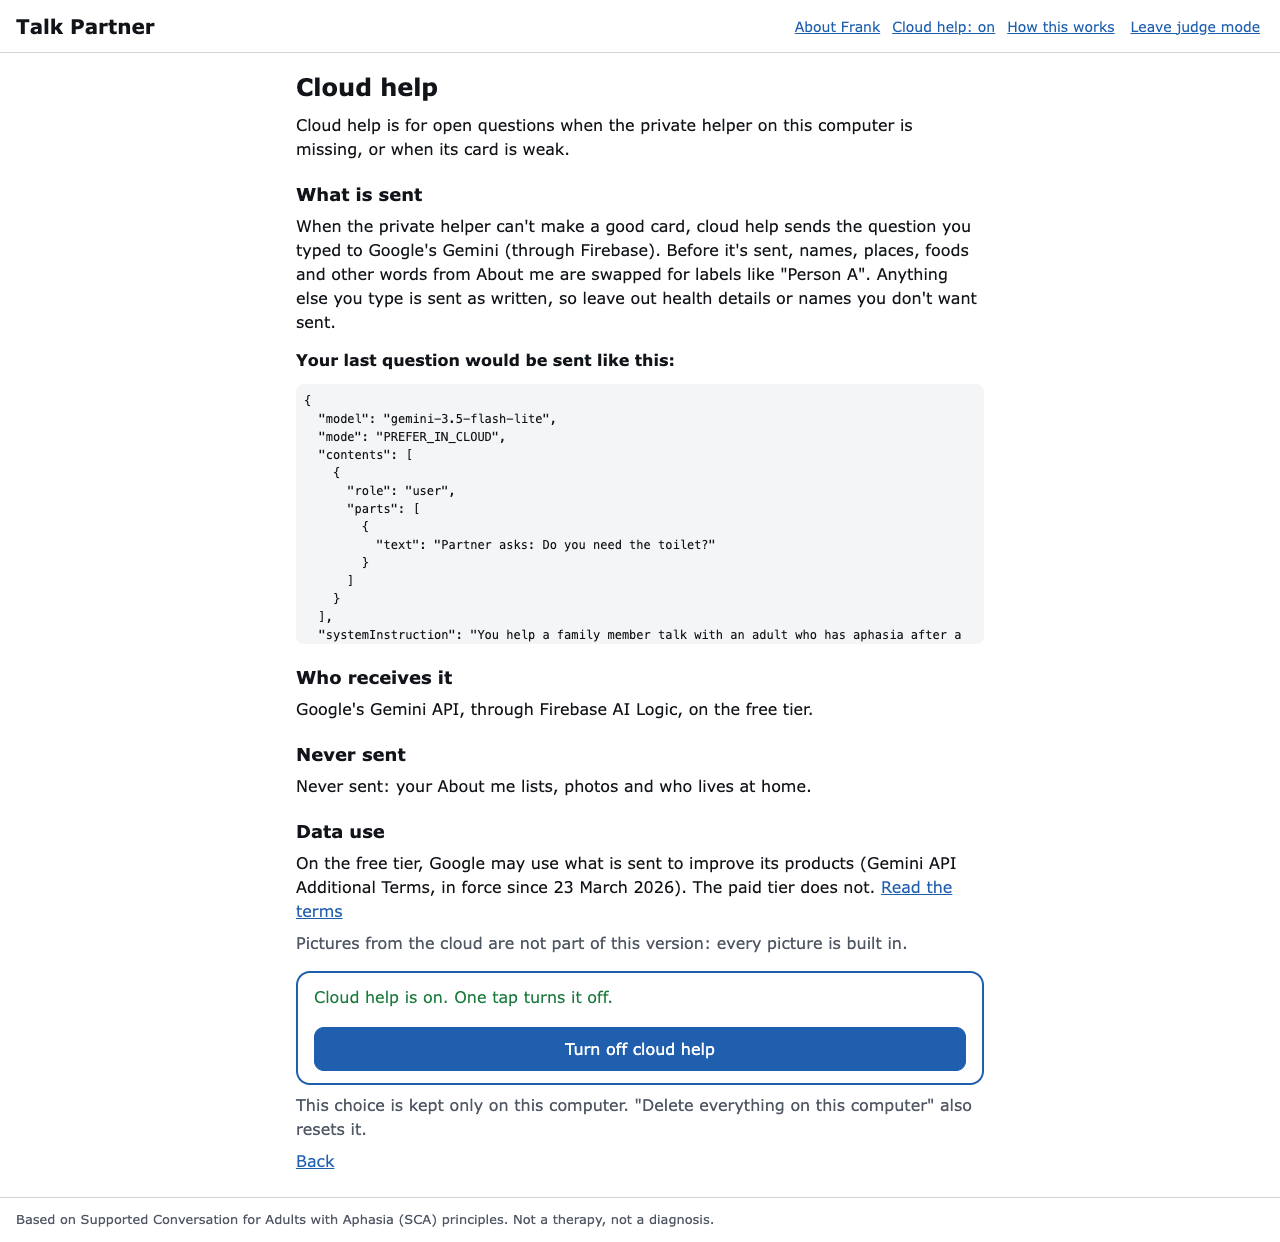 Talk Partner
About Frank Cloud help: on How this works Leave judge mode
Cloud help
Cloud help is for open questions when the private helper on this computer is
missing, or when its card is weak.
What is sent
When the private helper can't make a good card, cloud help sends the question you
typed to Google's Gemini (through Firebase). Before it's sent, names, places, foods
and other words from About me are swapped for labels like "Person A". Anything
else you type is sent as written, so leave out health details or names you don't want
sent.
Your last question would be sent like this:
{
  "model": "gemini-3.5-flash-lite",
  "mode": "PREFER_IN_CLOUD",
  "contents": [
    {
      "role": "user",
      "parts": [
        {
          "text": "Partner asks: Do you need the toilet?"
        }
      ]
    }
  ],
  "systemInstruction": "You help a family member talk with an adult who has aphasia after a
Who receives it
Google's Gemini API, through Firebase AI Logic, on the free tier.
Never sent
Never sent: your About me lists, photos and who lives at home.
Data use
On the free tier, Google may use what is sent to improve its products (Gemini API
Additional Terms, in force since 23 March 2026). The paid tier does not. Read the
terms
Pictures from the cloud are not part of this version: every picture is built in.
Cloud help is on. One tap turns it off.
Turn off cloud help
This choice is kept only on this computer. "Delete everything on this computer" also
resets it.
Back
Based on Supported Conversation for Adults with Aphasia (SCA) principles. Not a therapy, not a diagnosis.